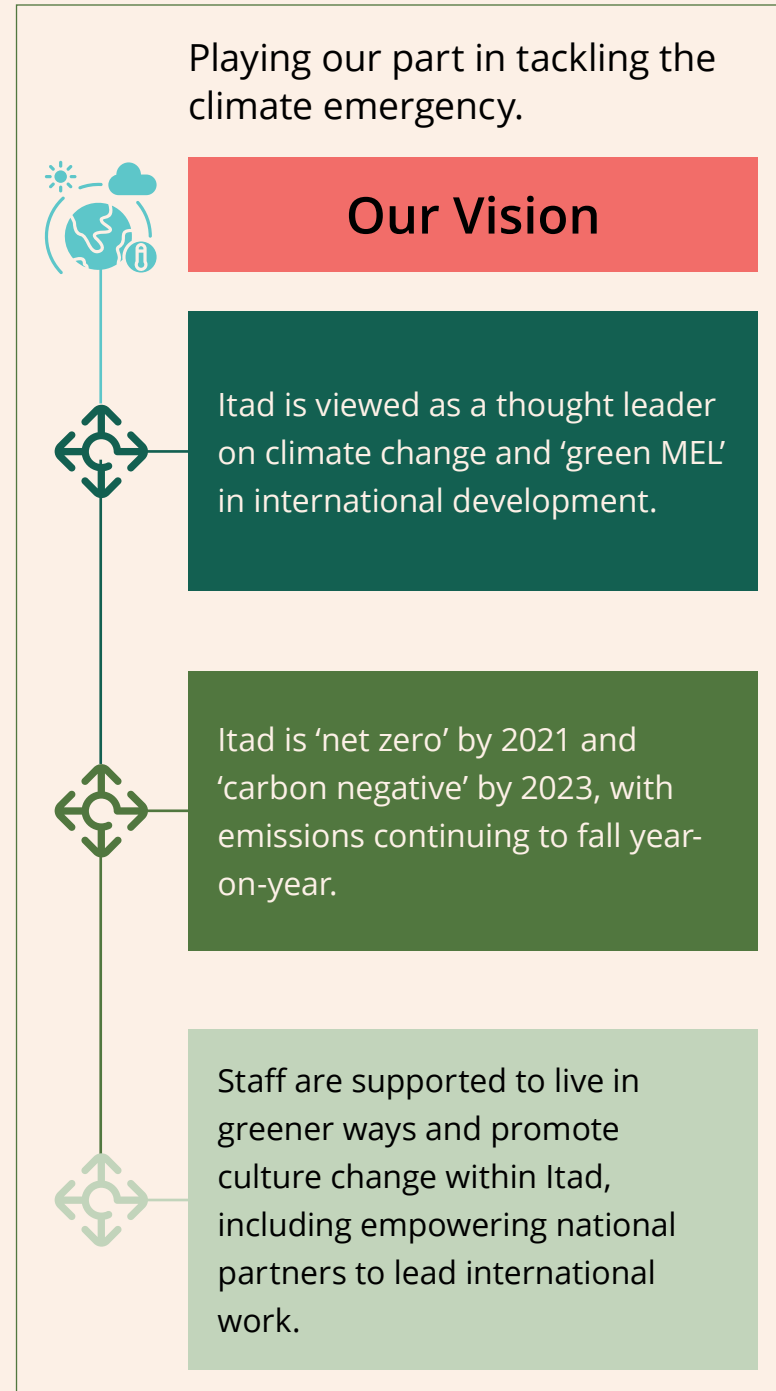 Playing our part in tackling the
climate emergency.
Our Vision
Itad is viewed as a thought leader
on climate change and ‘green MEL’
in international development.
Itad is ‘net zero’ by 2021 and
‘carbon negative’ by 2023, with
emissions continuing to fall year-
on-year.
Staff are supported to live in
greener ways and promote
culture change within Itad,
including empowering national
partners to lead international
work.